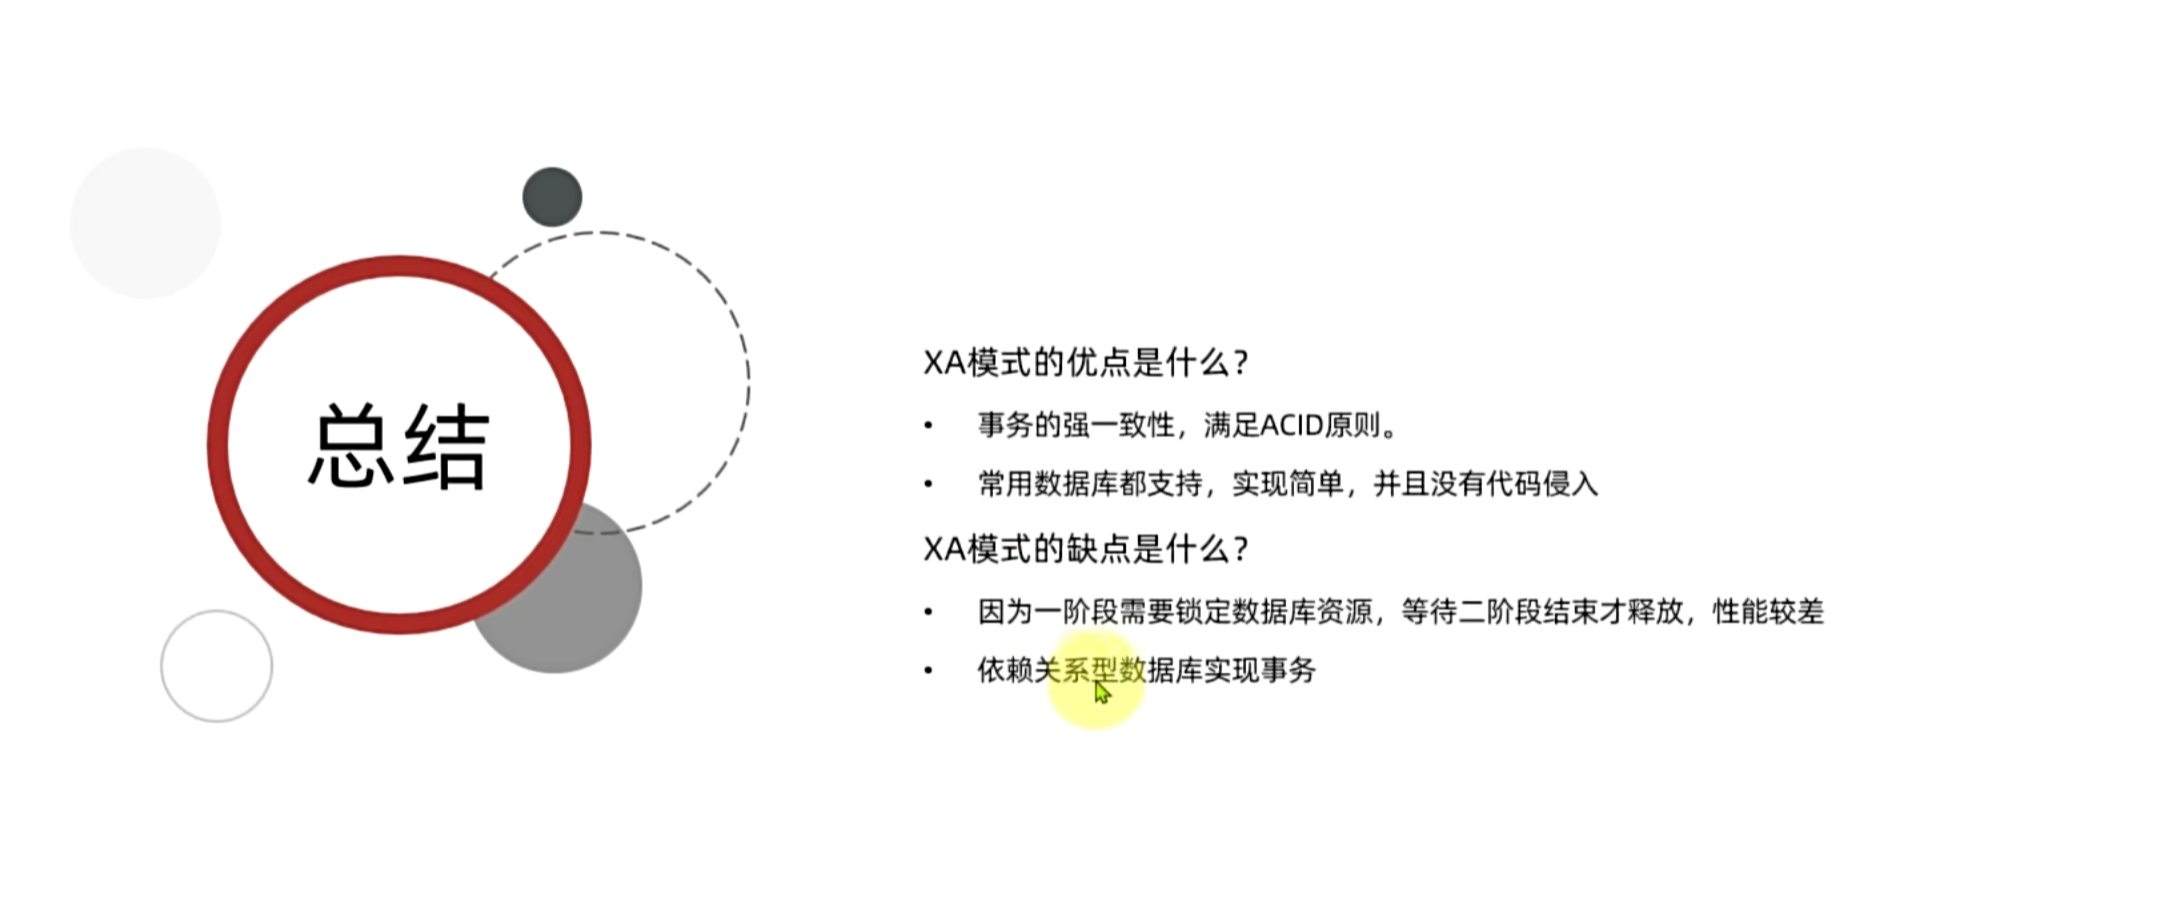 总结
XA模式的优点是什么？
• 事务的强一致性，满足ACID原则。
• 常用数据库都支持，实现简单，并且没有代码侵入
XA模式的缺点是什么？
• 因为一阶段需要锁定数据库资源，等待二阶段结束才释放，性能较差
• 依赖关系型数据库实现事务